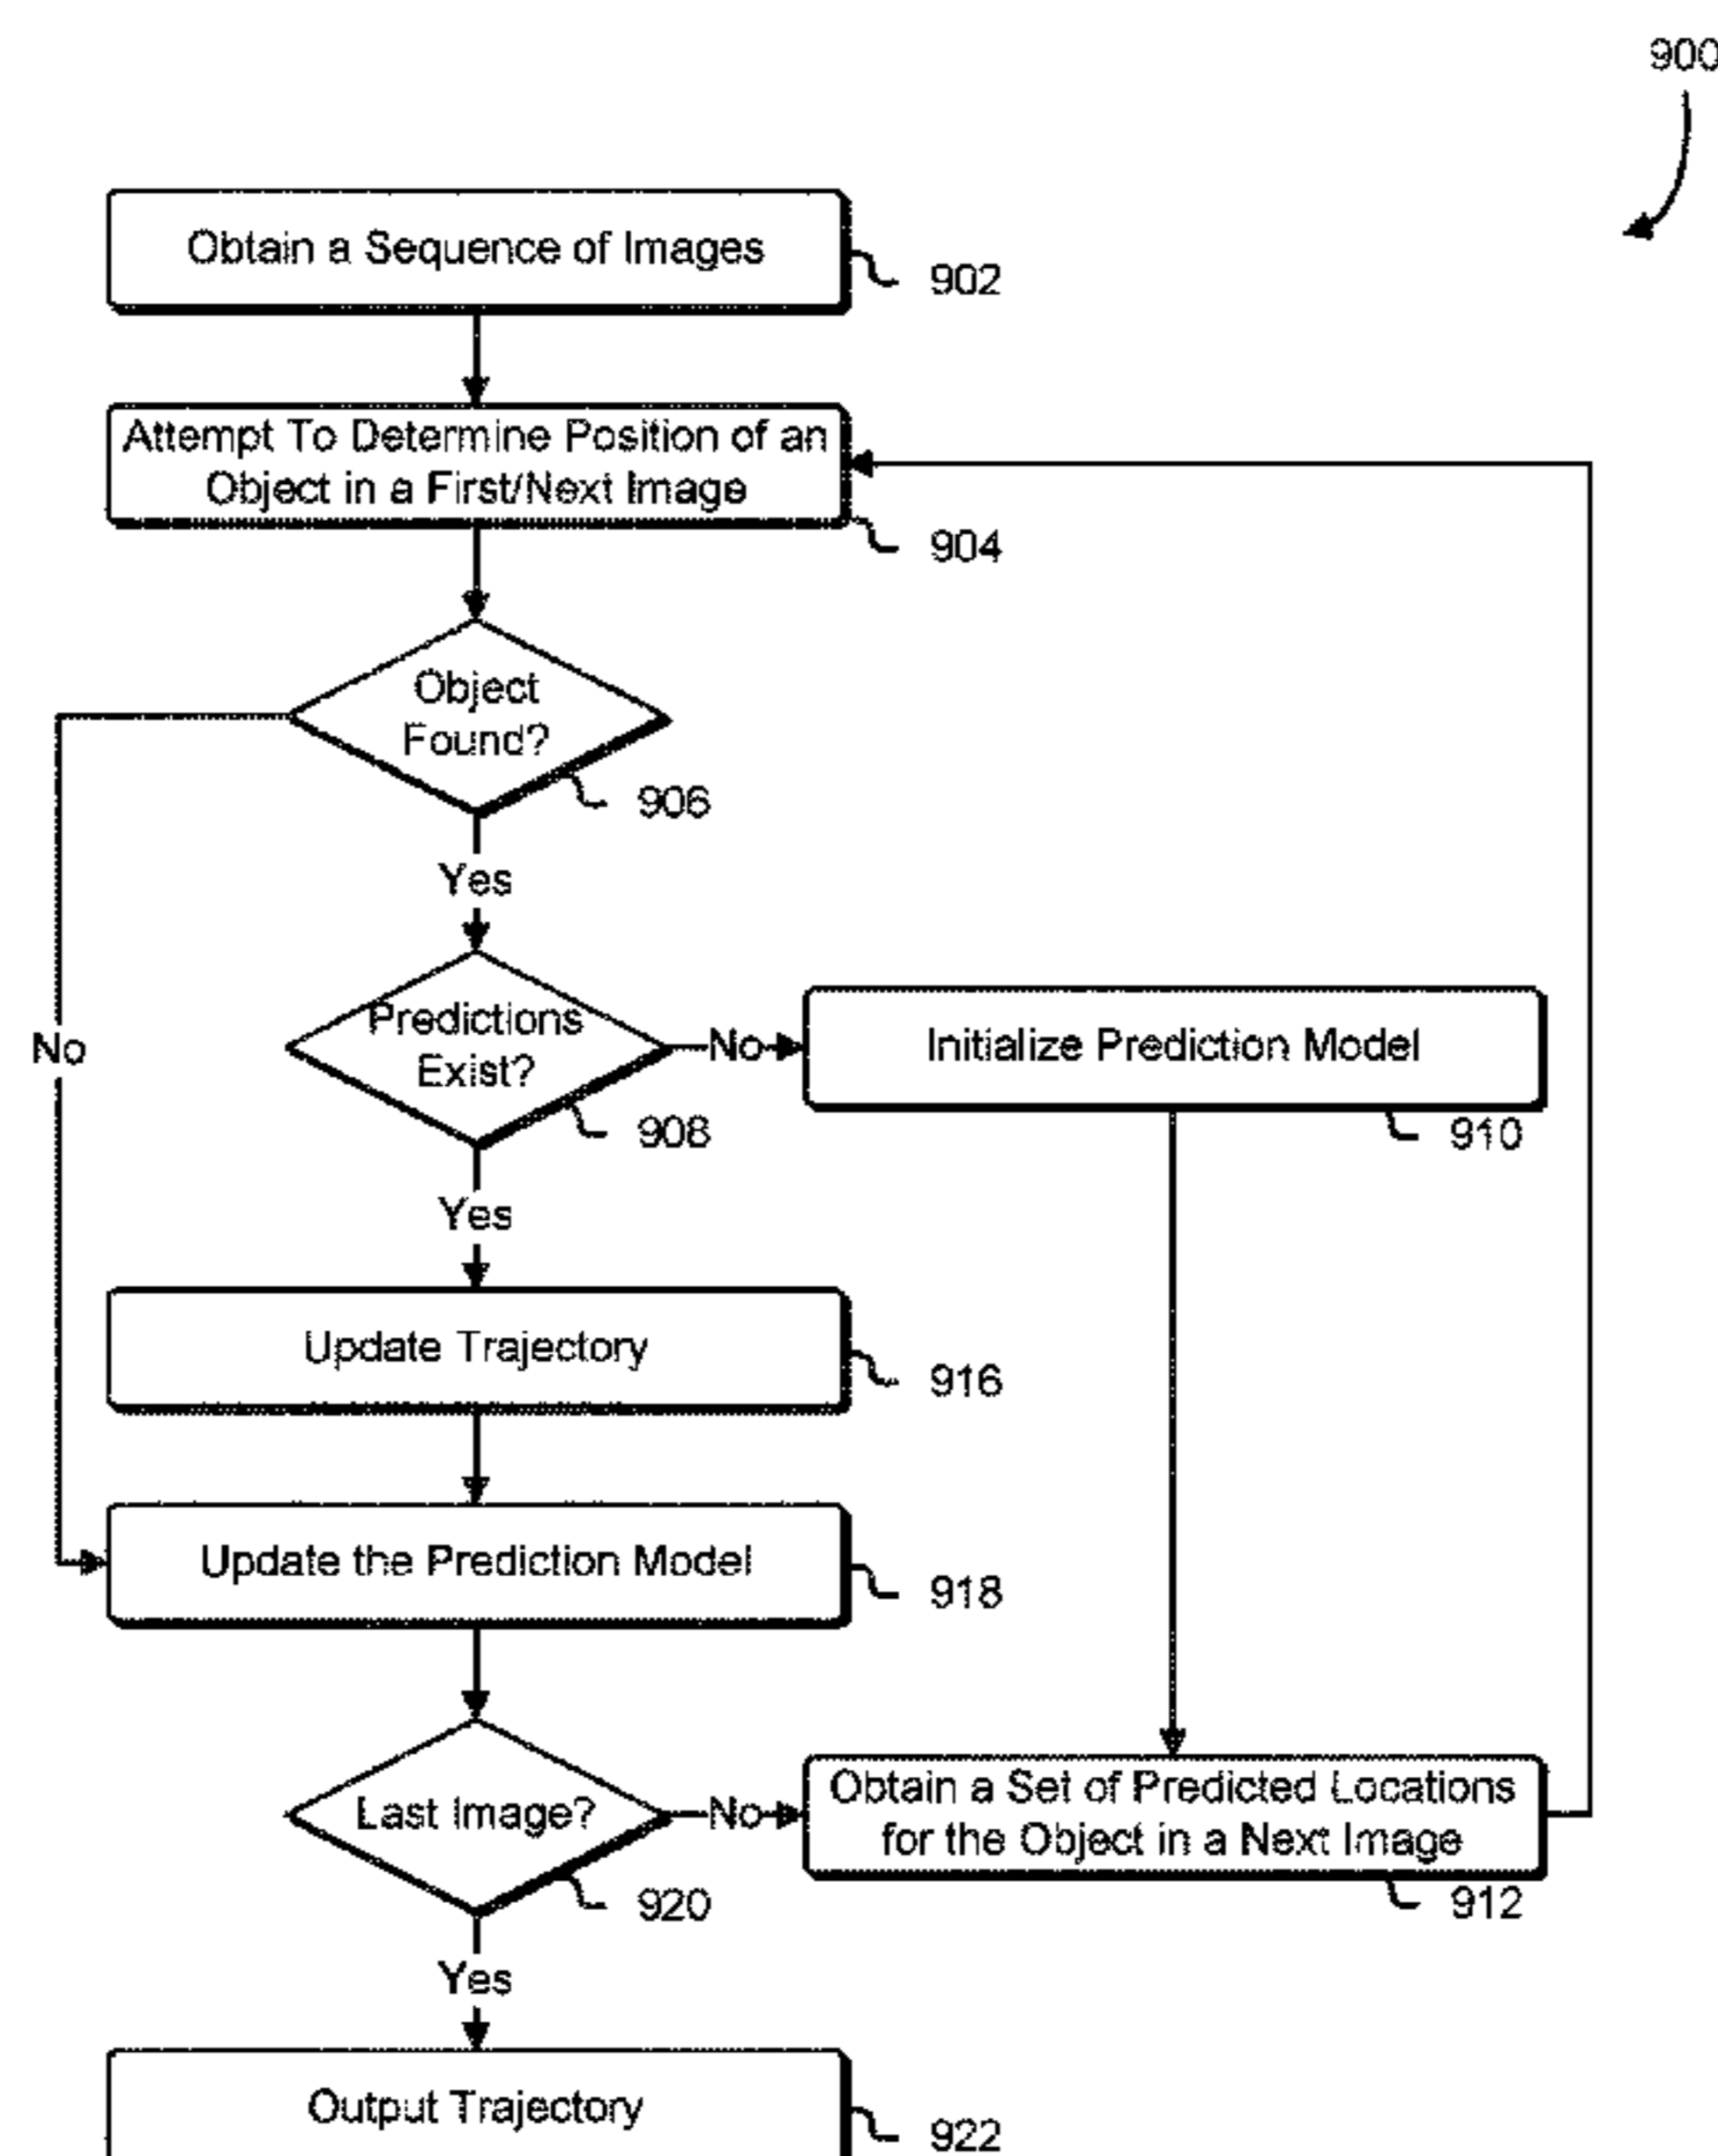 900
Obtain a Sequence of Images
902
Attempt To Determine Position of an
Object in a First/Next Image
904
Object
Found?
906
Yes
No
Predictions
Exist?
908
No
Initialize Prediction Model
910
Yes
Update Trajectory
916
Update the Prediction Model
918
Last Image?
920
No
Obtain a Set of Predicted Locations
for the Object in a Next Image
912
Yes
Output Trajectory
922